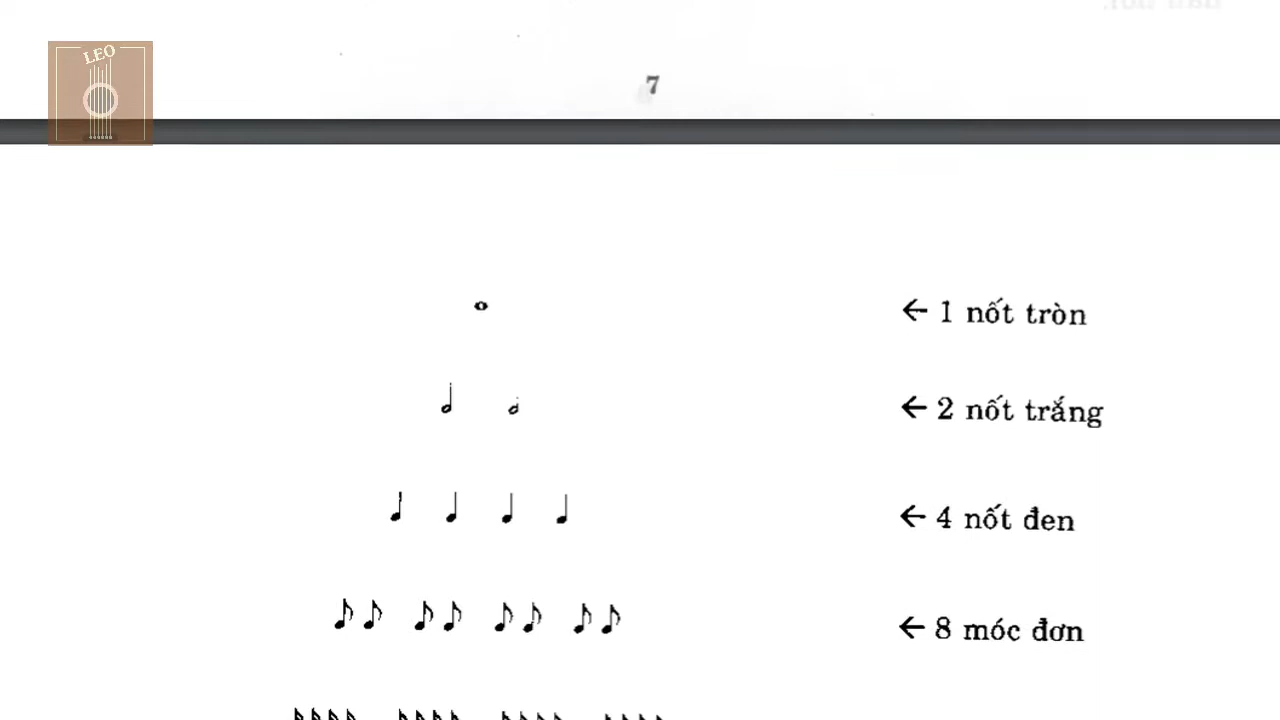 LEO
7
← 1 nốt tròn
← 2 nốt trắng
← 4 nốt đen
← 8 móc đơn